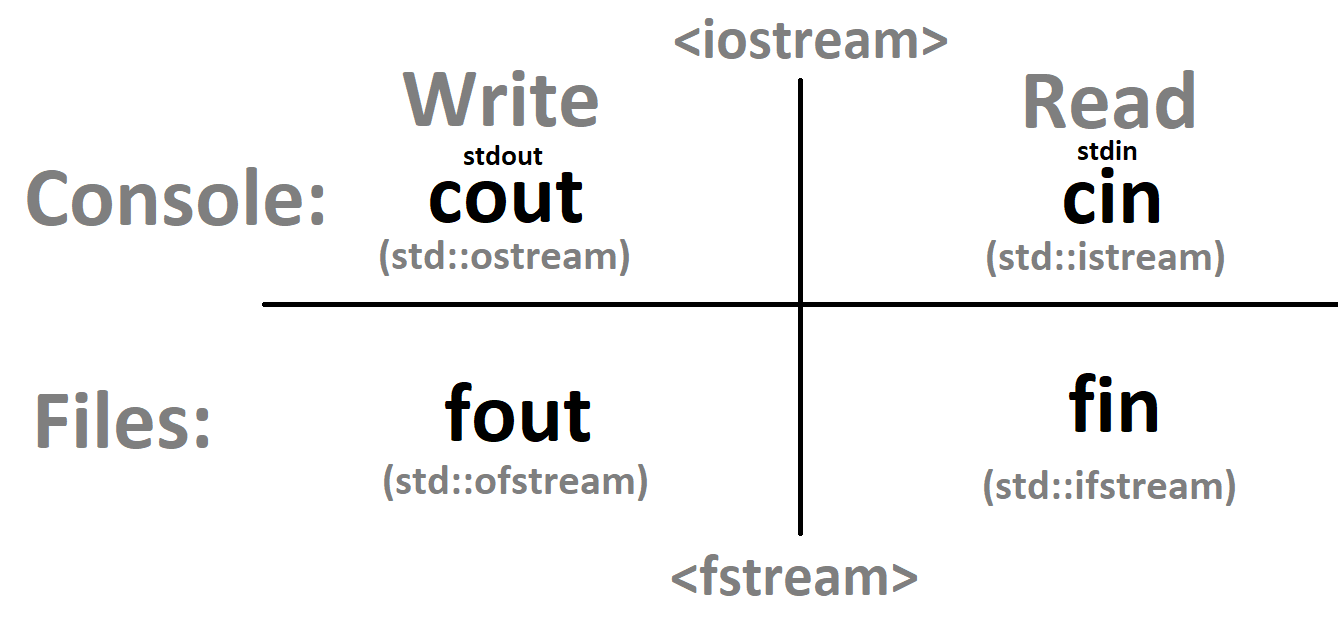 <iostream>
Write
Read
stdout
stdin
Console:
cout
cin
(std::ostream)
(std::istream)
Files:
fout
fin
(std::ofstream)
(std::ifstream)
<fstream>